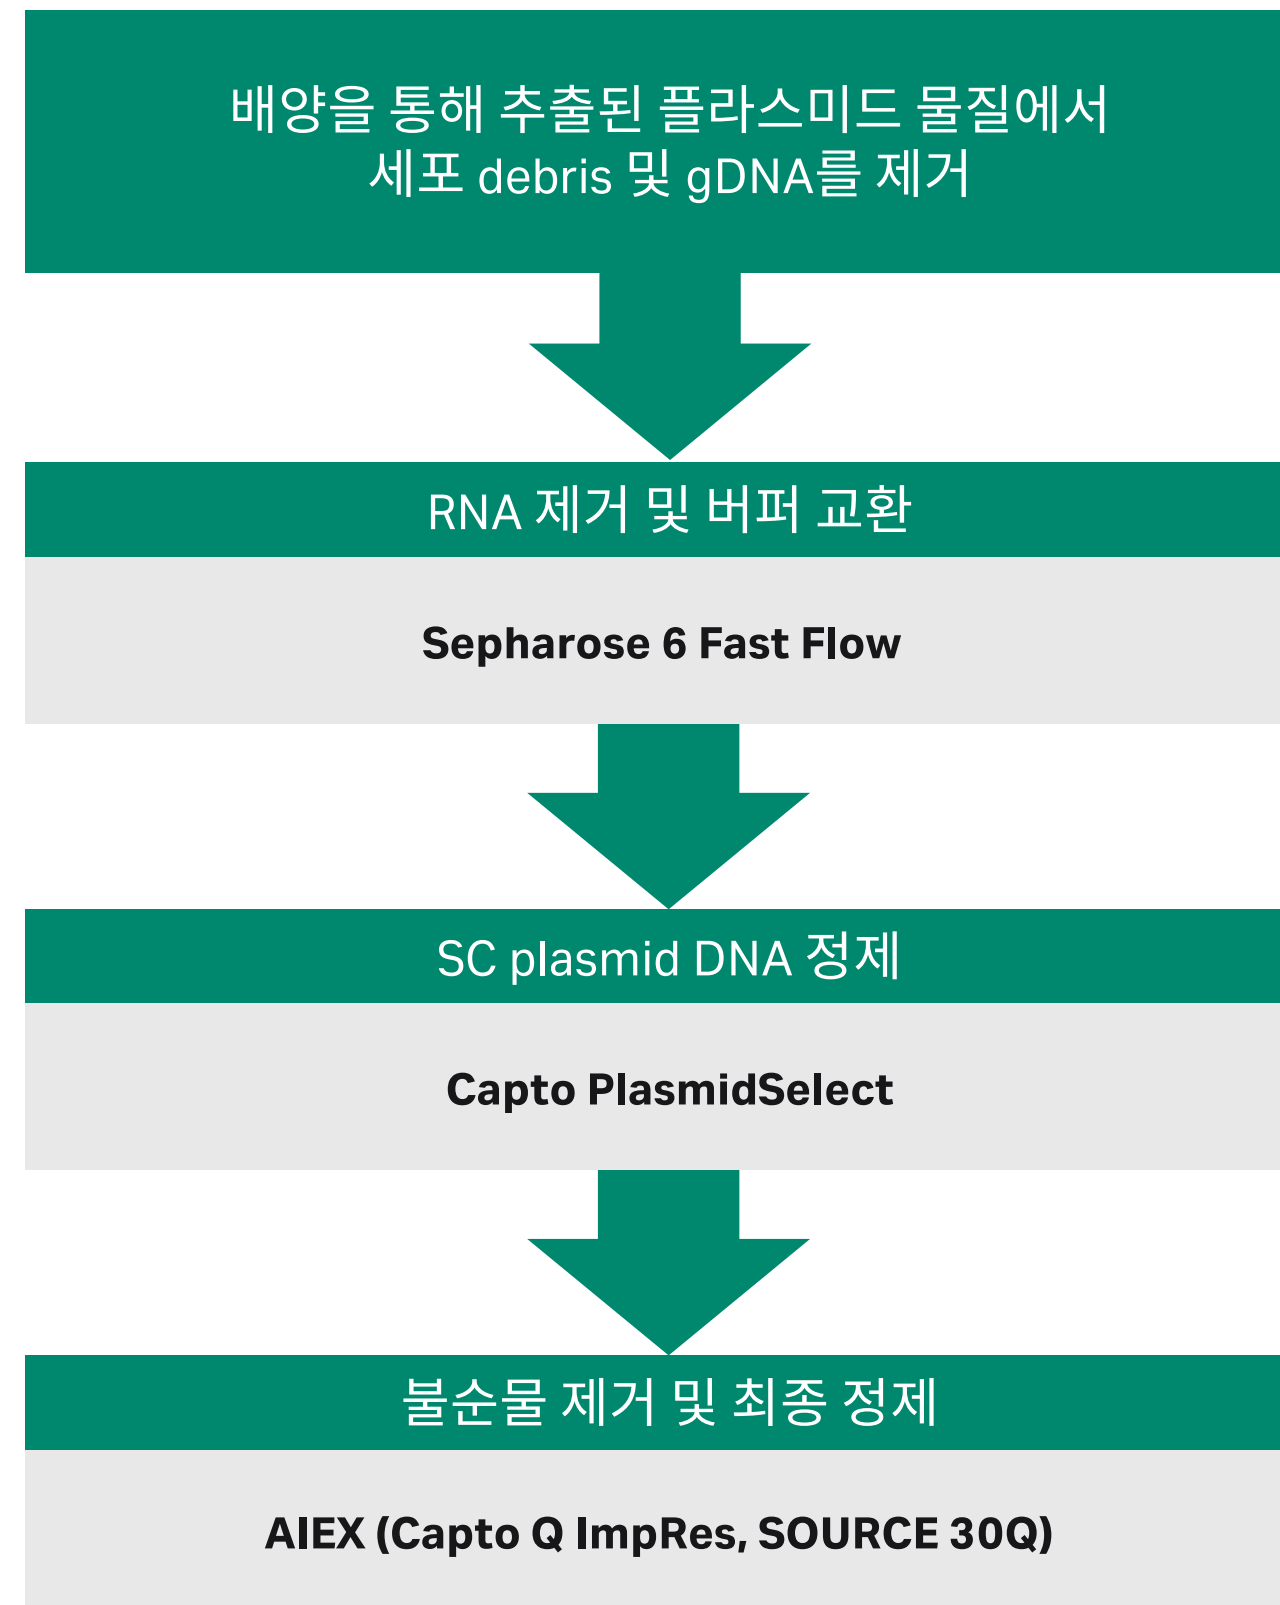 배양을 통해 추출된 플라스미드 물질에서
세포 debris 및 gDNA를 제거
RNA 제거 및 버퍼 교환
Sepharose 6 Fast Flow
SC plasmid DNA 정제
Capto PlasmidSelect
불순물 제거 및 최종 정제
AIEX (Capto Q ImpRes, SOURCE 30Q)